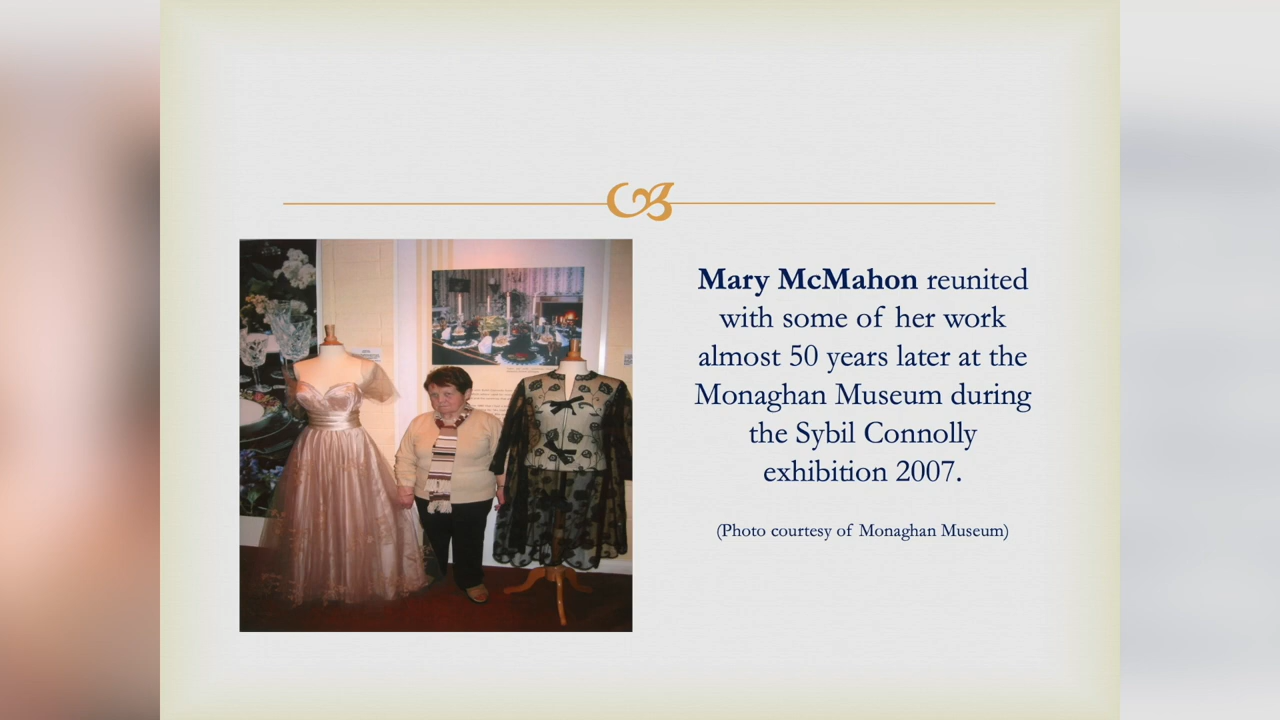 Mary McMahon reunited
with some of her work
almost 50 years later at the
Monaghan Museum during
the Sybil Connolly
exhibition 2007.
(Photo courtesy of Monaghan Museum)